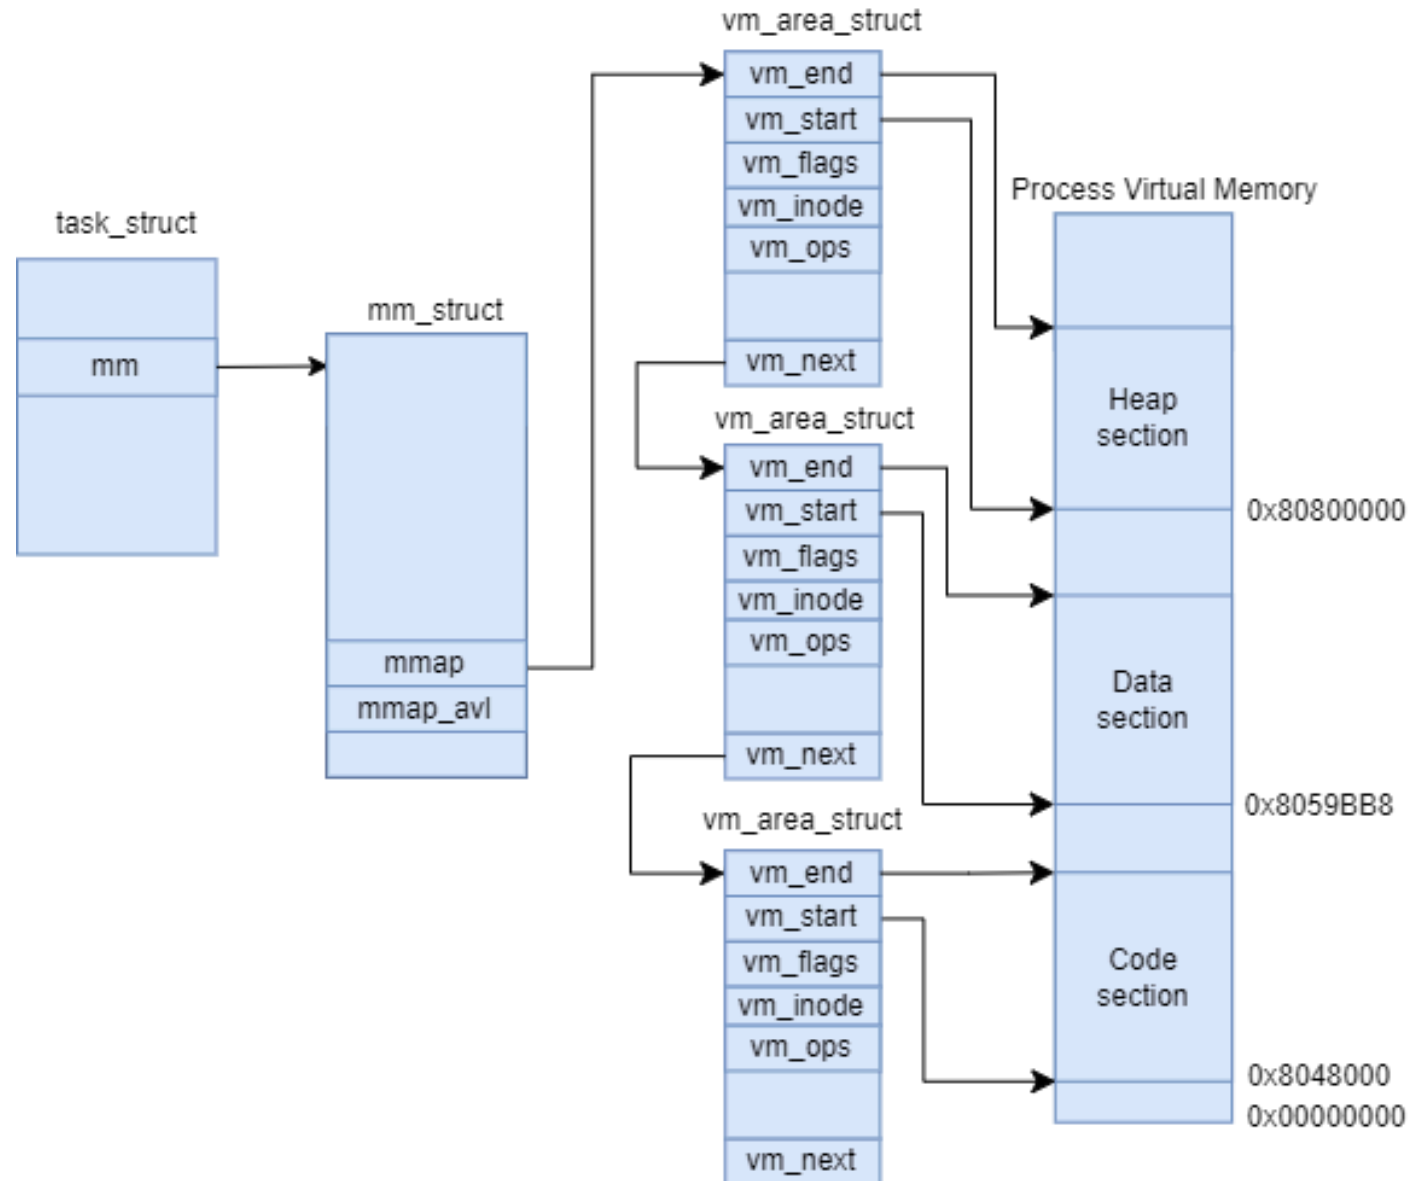 task_struct
mm
mm_struct
mmap
mmap_avl
vm_area_struct
vm_end
vm_start
vm_flags
vm_inode
vm_ops
vm_next
vm_area_struct
vm_end
vm_start
vm_flags
vm_inode
vm_ops
vm_next
vm_area_struct
vm_end
vm_start
vm_flags
vm_inode
vm_ops
vm_next
Process Virtual Memory
Heap
section
0x80800000
Data
section
0x8059BB8
Code
section
0x8048000
0x00000000